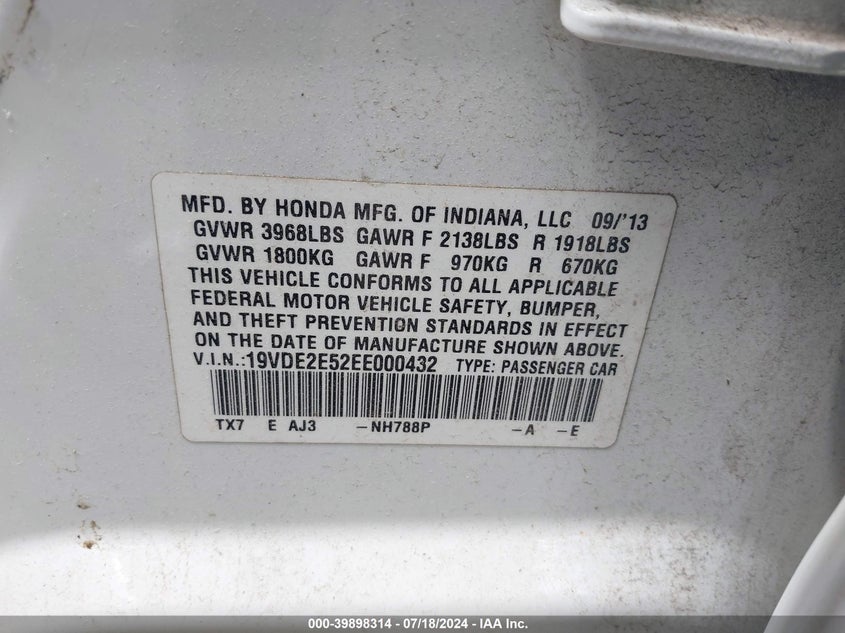 MFD. BY HONDA MFG. OF INDIANA, LLC 09/'13
GVWR 3968LBS GAWR F 2138LBS R 1918LBS
GVWR 1800KG GAWR F 970KG R 670KG
THIS VEHICLE CONFORMS TO ALL APPLICABLE
FEDERAL MOTOR VEHICLE SAFETY, BUMPER,
AND THEFT PREVENTION STANDARDS IN EFFECT
ON THE DATE OF MANUFACTURE SHOWN ABOVE.
V.I.N.:19VDE2E52EE000432 TYPE: PASSENGER CAR
TX7 E AJ3 -NH788P -A -E
000-39898314 / 07/18/2024 - IAA Inc.